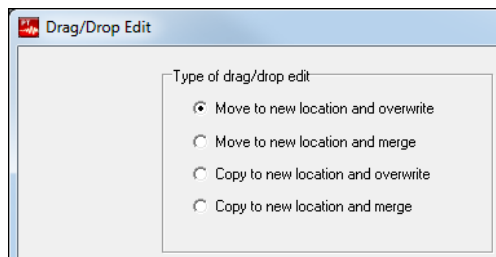 Drag/Drop Edit
Type of drag/drop edit
Move to new location and overwrite
Move to new location and merge
Copy to new location and overwrite
Copy to new location and merge